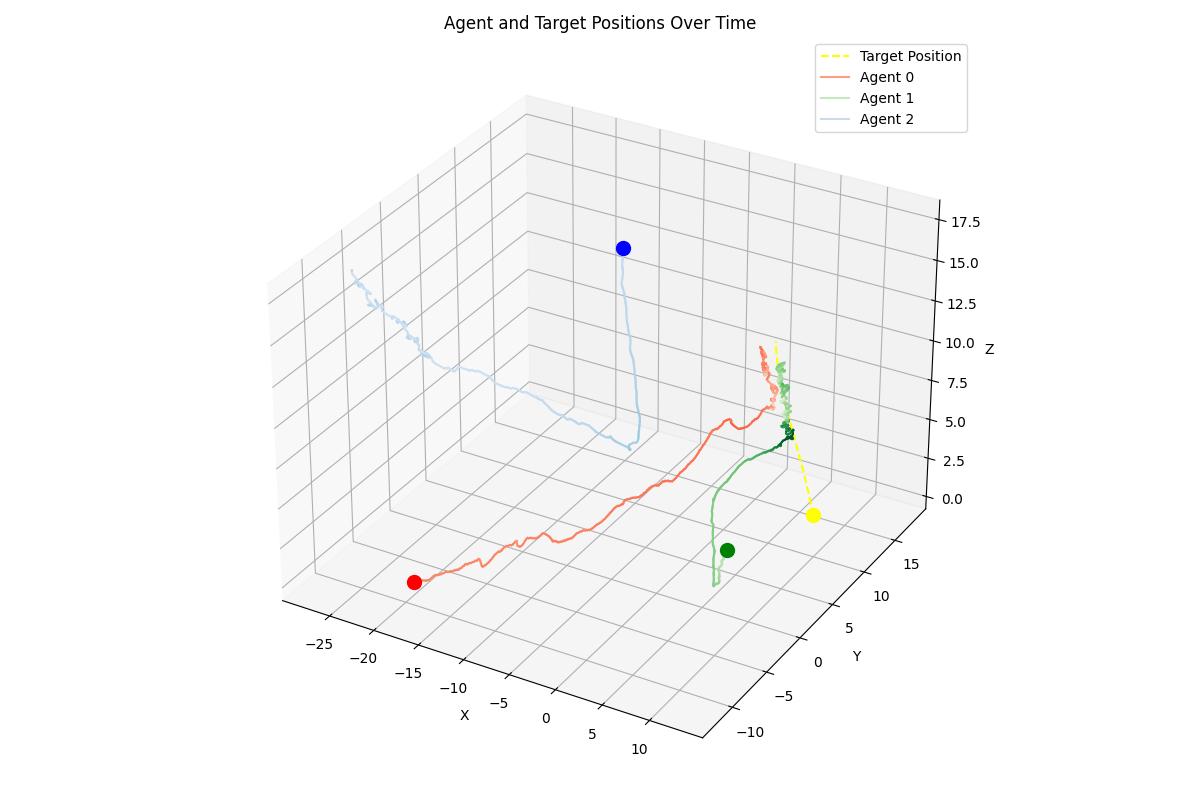 Agent and Target Positions Over Time
Target Position
Agent 0
Agent 1
Agent 2
17.5
15.0
12.5
10.0
7.5
5.0
2.5
0.0
Z
15
10
5
0
−5
−10
Y
−25
−20
−15
−10
−5
0
5
10
X